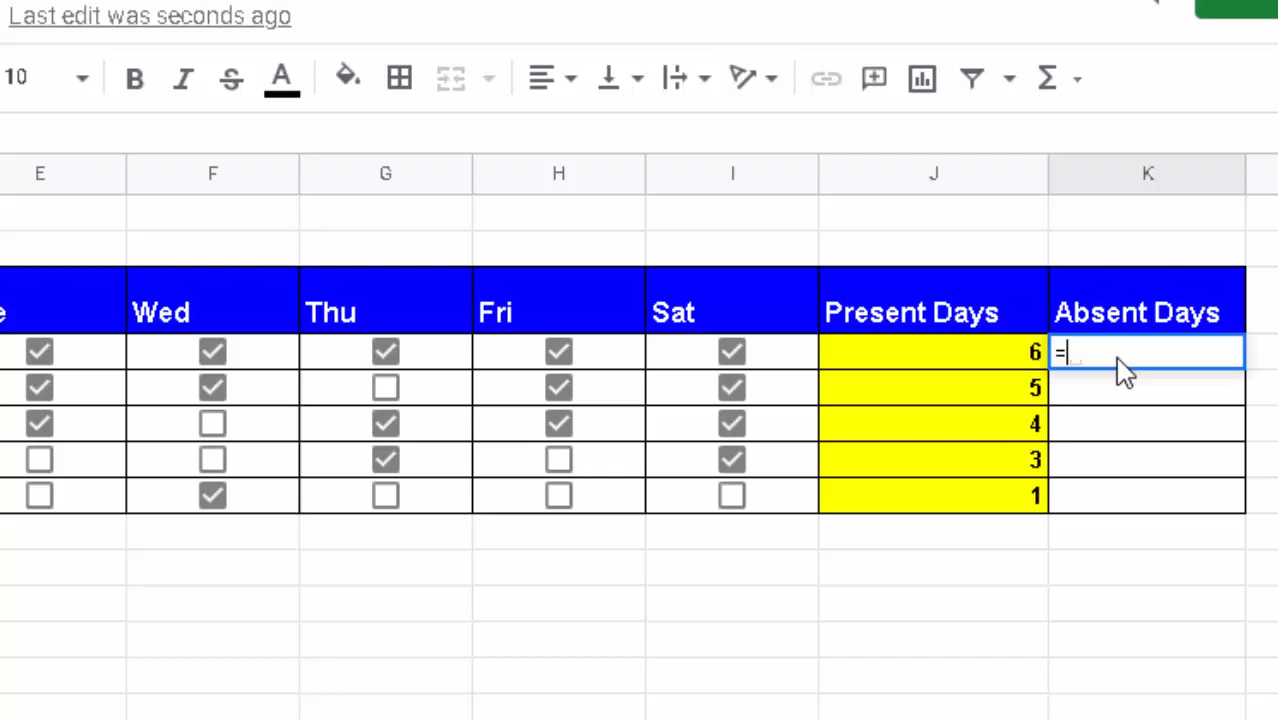 Last edit was seconds ago
10 B I S A Σ
E F G H I J K
e Wed Thu Fri Sat Present Days Absent Days
6 =
5
4
3
1